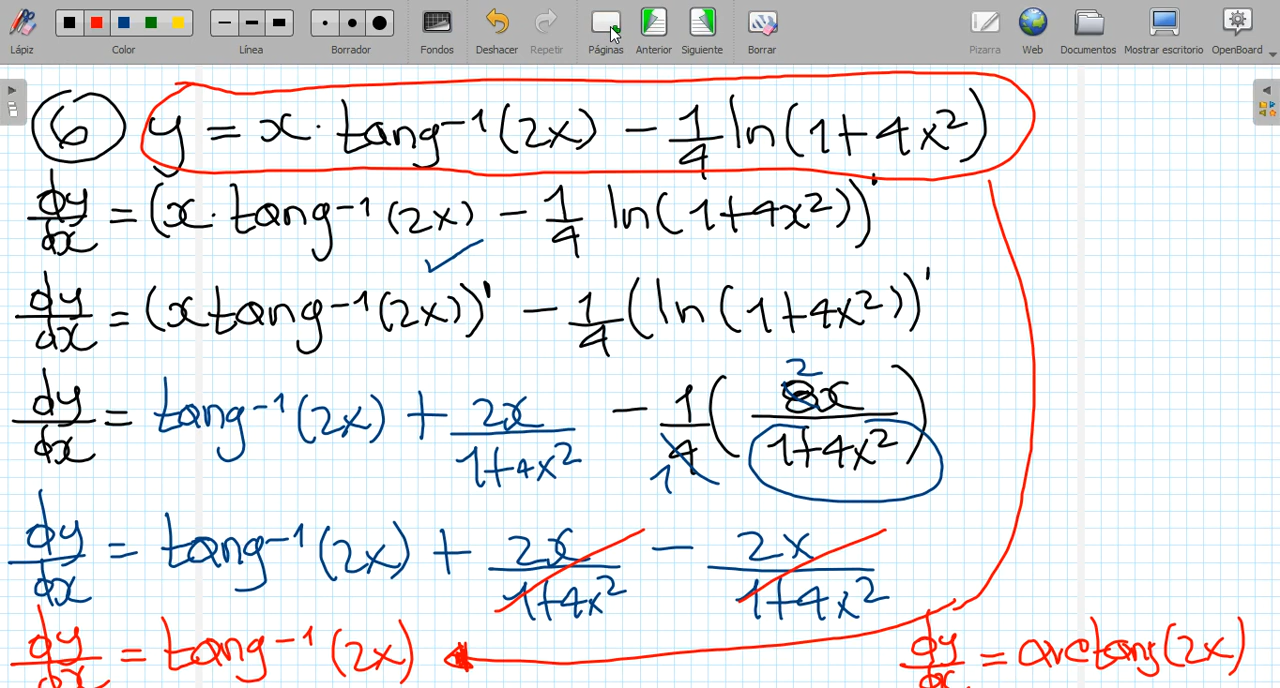 Lápiz Color Línea Borrador Fondos Deshacer Repetir Páginas Anterior Siguiente Borrar Pizarra Web Documentos Mostrar escritorio OpenBoard
6 y = x · tang⁻¹(2x) − 1/4 ln(1+4x²)
dy/dx = (x · tang⁻¹(2x) − 1/4 ln(1+4x²))'
dy/dx = (x tang⁻¹(2x))' − 1/4 (ln(1+4x²))'
2
dy/dx = tang⁻¹(2x) + 2x/1+4x² − 1/4 (8x/1+4x²)
1
dy/dx = tang⁻¹(2x) + 2x/1+4x² − 2x/1+4x²
dy/dx = tang⁻¹(2x) dy/dx = arctang(2x)